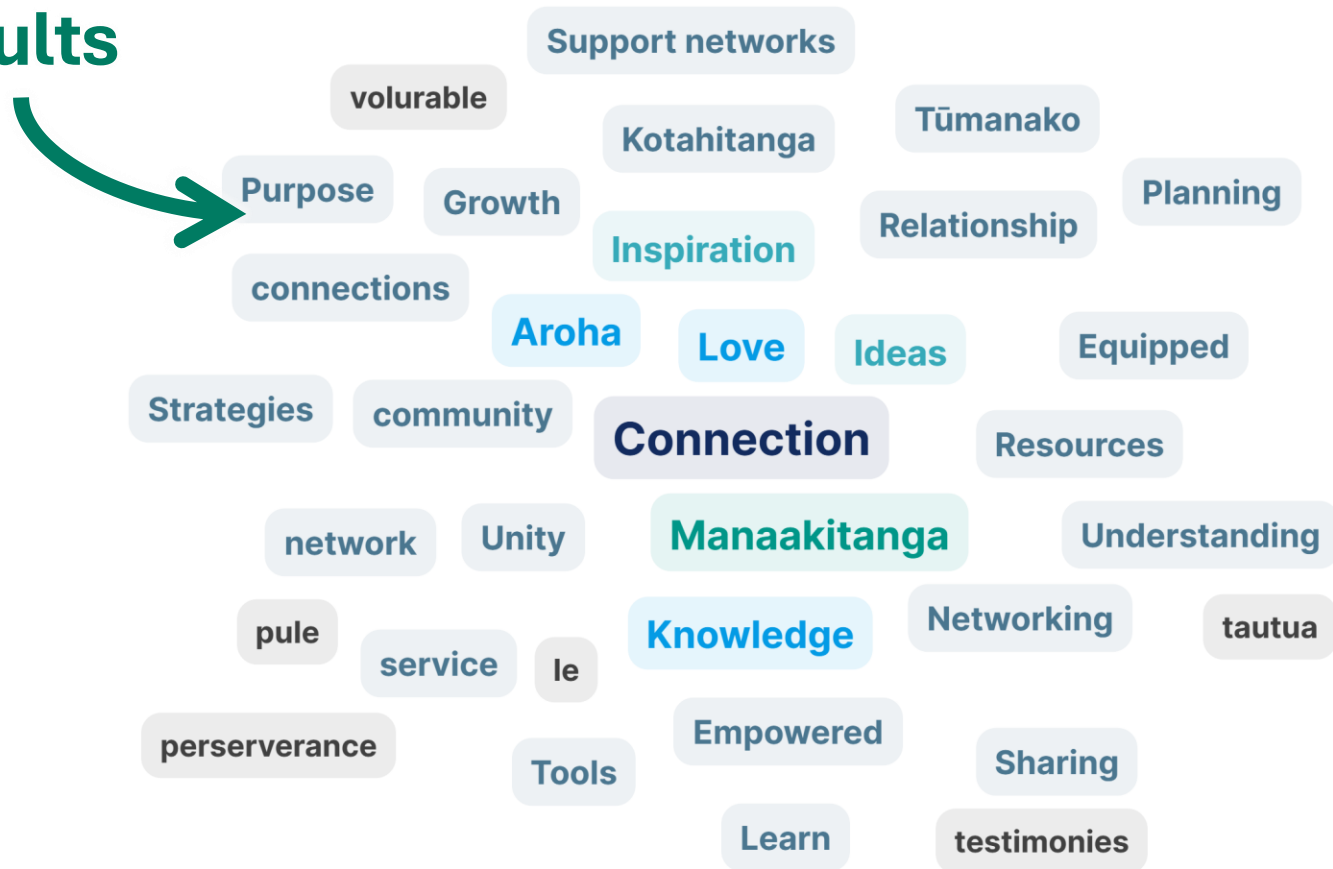 ults
Support networks
volurable
Tūmanako
Kotahitanga
Purpose
Growth
Planning
Relationship
Inspiration
connections
Aroha
Love
Ideas
Equipped
Strategies
community
Connection
Resources
network
Unity
Manaakitanga
Understanding
pule
service
le
Knowledge
Networking
tautua
perserverance
Tools
Empowered
Sharing
Learn
testimonies